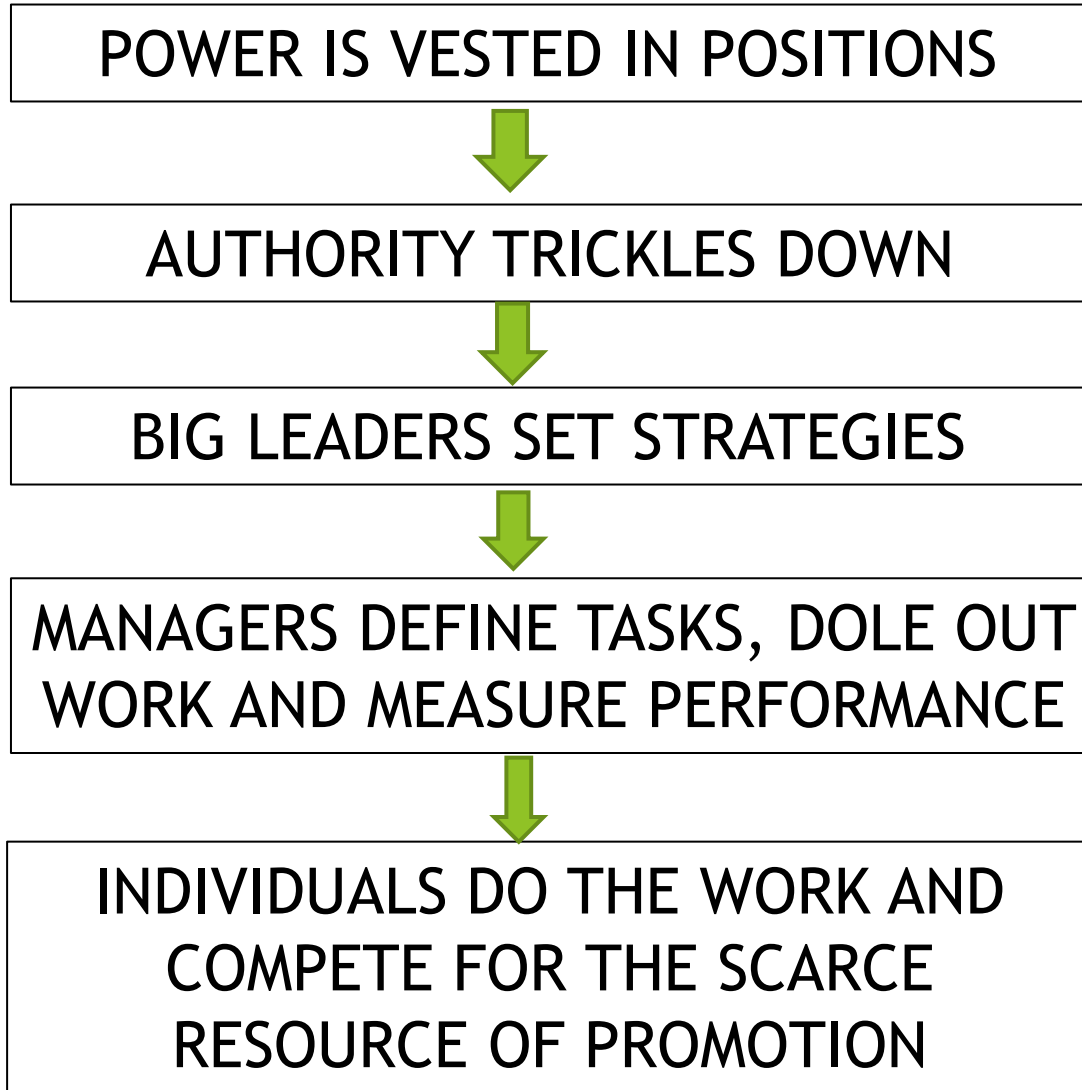 POWER IS VESTED IN POSITIONS
AUTHORITY TRICKLES DOWN
BIG LEADERS SET STRATEGIES
MANAGERS DEFINE TASKS, DOLE OUT
WORK AND MEASURE PERFORMANCE
INDIVIDUALS DO THE WORK AND
COMPETE FOR THE SCARCE
RESOURCE OF PROMOTION